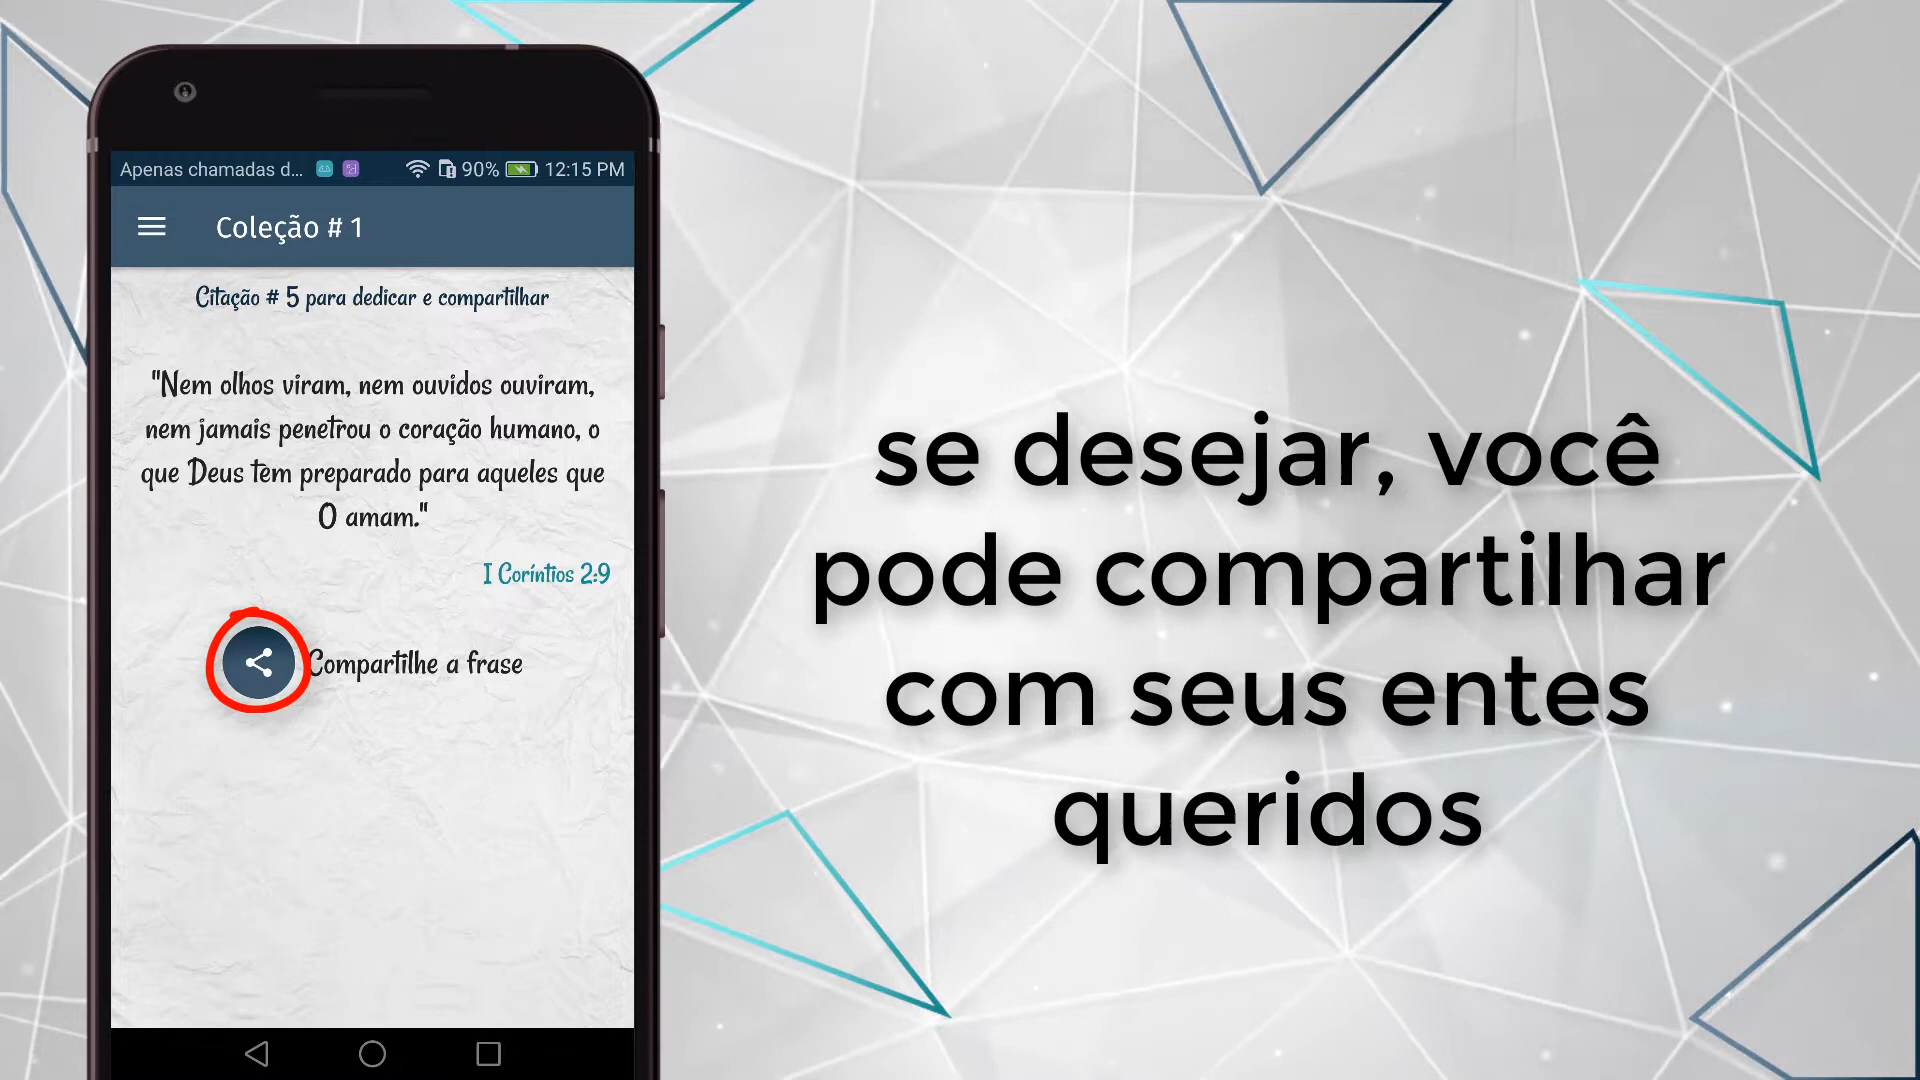 Apenas chamadas d...
90%
12:15 PM
Coleção # 1
Citação # 5 para dedicar e compartilhar
"Nem olhos viram, nem ouvidos ouviram,
nem jamais penetrou o coração humano, o
que Deus tem preparado para aqueles que
O amam."
I Coríntios 2:9
Compartilhe a frase
se desejar, você
pode compartilhar
com seus entes
queridos